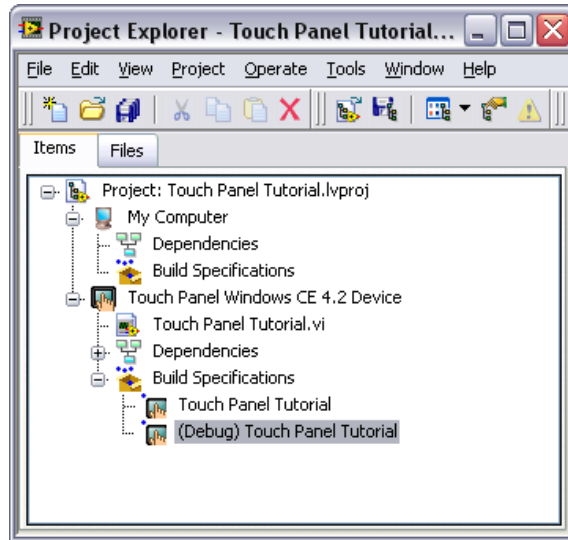 Project Explorer - Touch Panel Tutorial...
File Edit View Project Operate Tools Window Help
Items Files
Project: Touch Panel Tutorial.lvproj
My Computer
Dependencies
Build Specifications
Touch Panel Windows CE 4.2 Device
Touch Panel Tutorial.vi
Dependencies
Build Specifications
Touch Panel Tutorial
(Debug) Touch Panel Tutorial